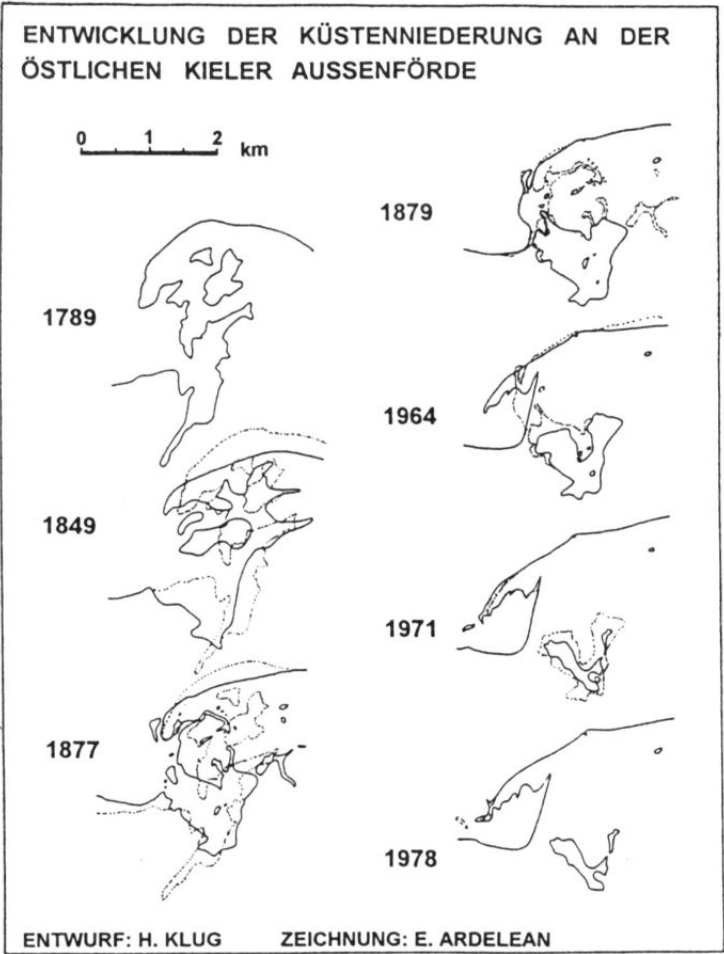 ENTWICKLUNG DER KÜSTENNIEDERUNG AN DER
ÖSTLICHEN KIELER AUSSENFÖRDE
0 1 2 km
1789
1849
1877
1879
1964
1971
1978
ENTWURF: H. KLUG ZEICHNUNG: E. ARDELEAN